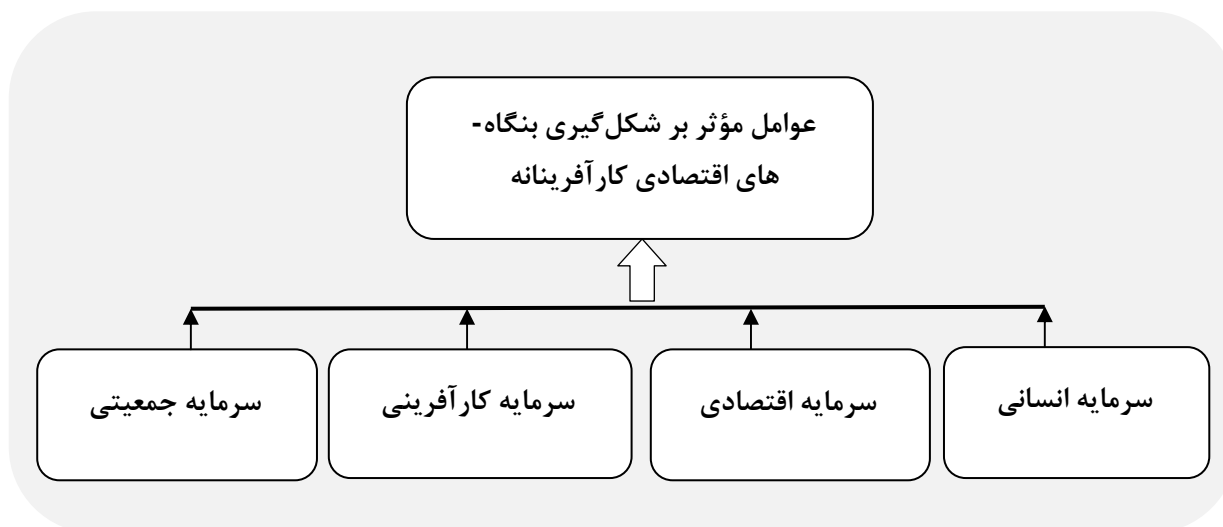 عوامل مؤثر بر شکل‌گیری بنگاه-
های اقتصادی کارآفرینانه
سرمایه انسانی
سرمایه اقتصادی
سرمایه کارآفرینی
سرمایه جمعیتی